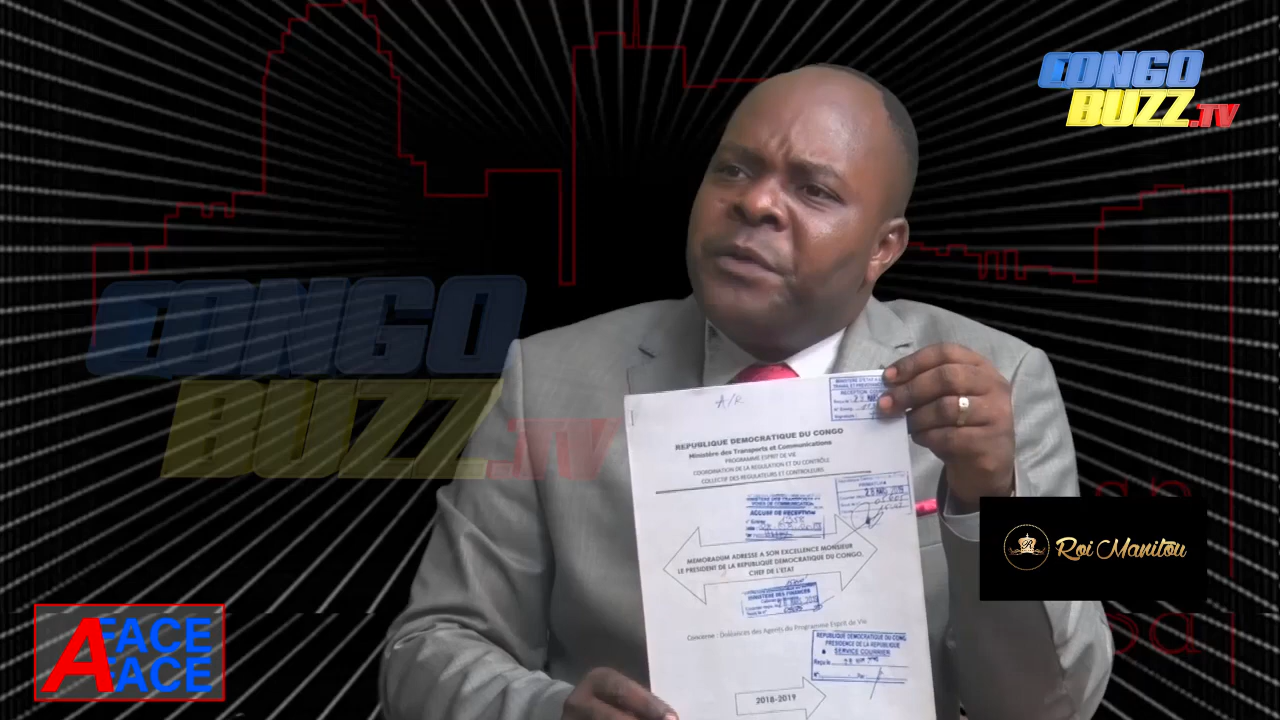 CONGO
BUZZ.TV
CONGO
BUZZ.TV
A/R
REPUBLIQUE DEMOCRATIQUE DU CONGO
Ministère des Transports et Communications
PROGRAMME ESPRIT DE VIE
COORDINATION DE LA REGULATION ET DU CONTRÔLE
COLLECTIF DES REGULATEURS ET CONTROLEURS
ACCUSE DE RECEPTION
MEMORADUM ADRESSE A SON EXCELLENCE MONSIEUR
LE PRESIDENT DE LA REPUBLIQUE DEMOCRATIQUE DU CONGO,
CHEF DE L'ETAT
MINISTERE DES FINANCES
Concerne : Doléances des Agents du Programme Esprit de Vie
REPUBLIQUE DEMOCRATIQUE DU CONG
PRESIDENCE DE LA REPUBLIQUE
SERVICE COURRIER
Reçu le
2018-2019
R
Roi Manitou
A FACE
FACE